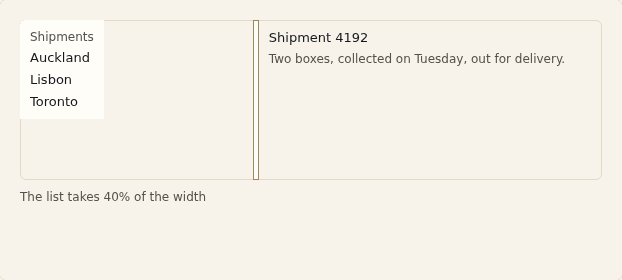 Shipments
Auckland
Lisbon
Toronto
Shipment 4192
Two boxes, collected on Tuesday, out for delivery.
The list takes 40% of the width